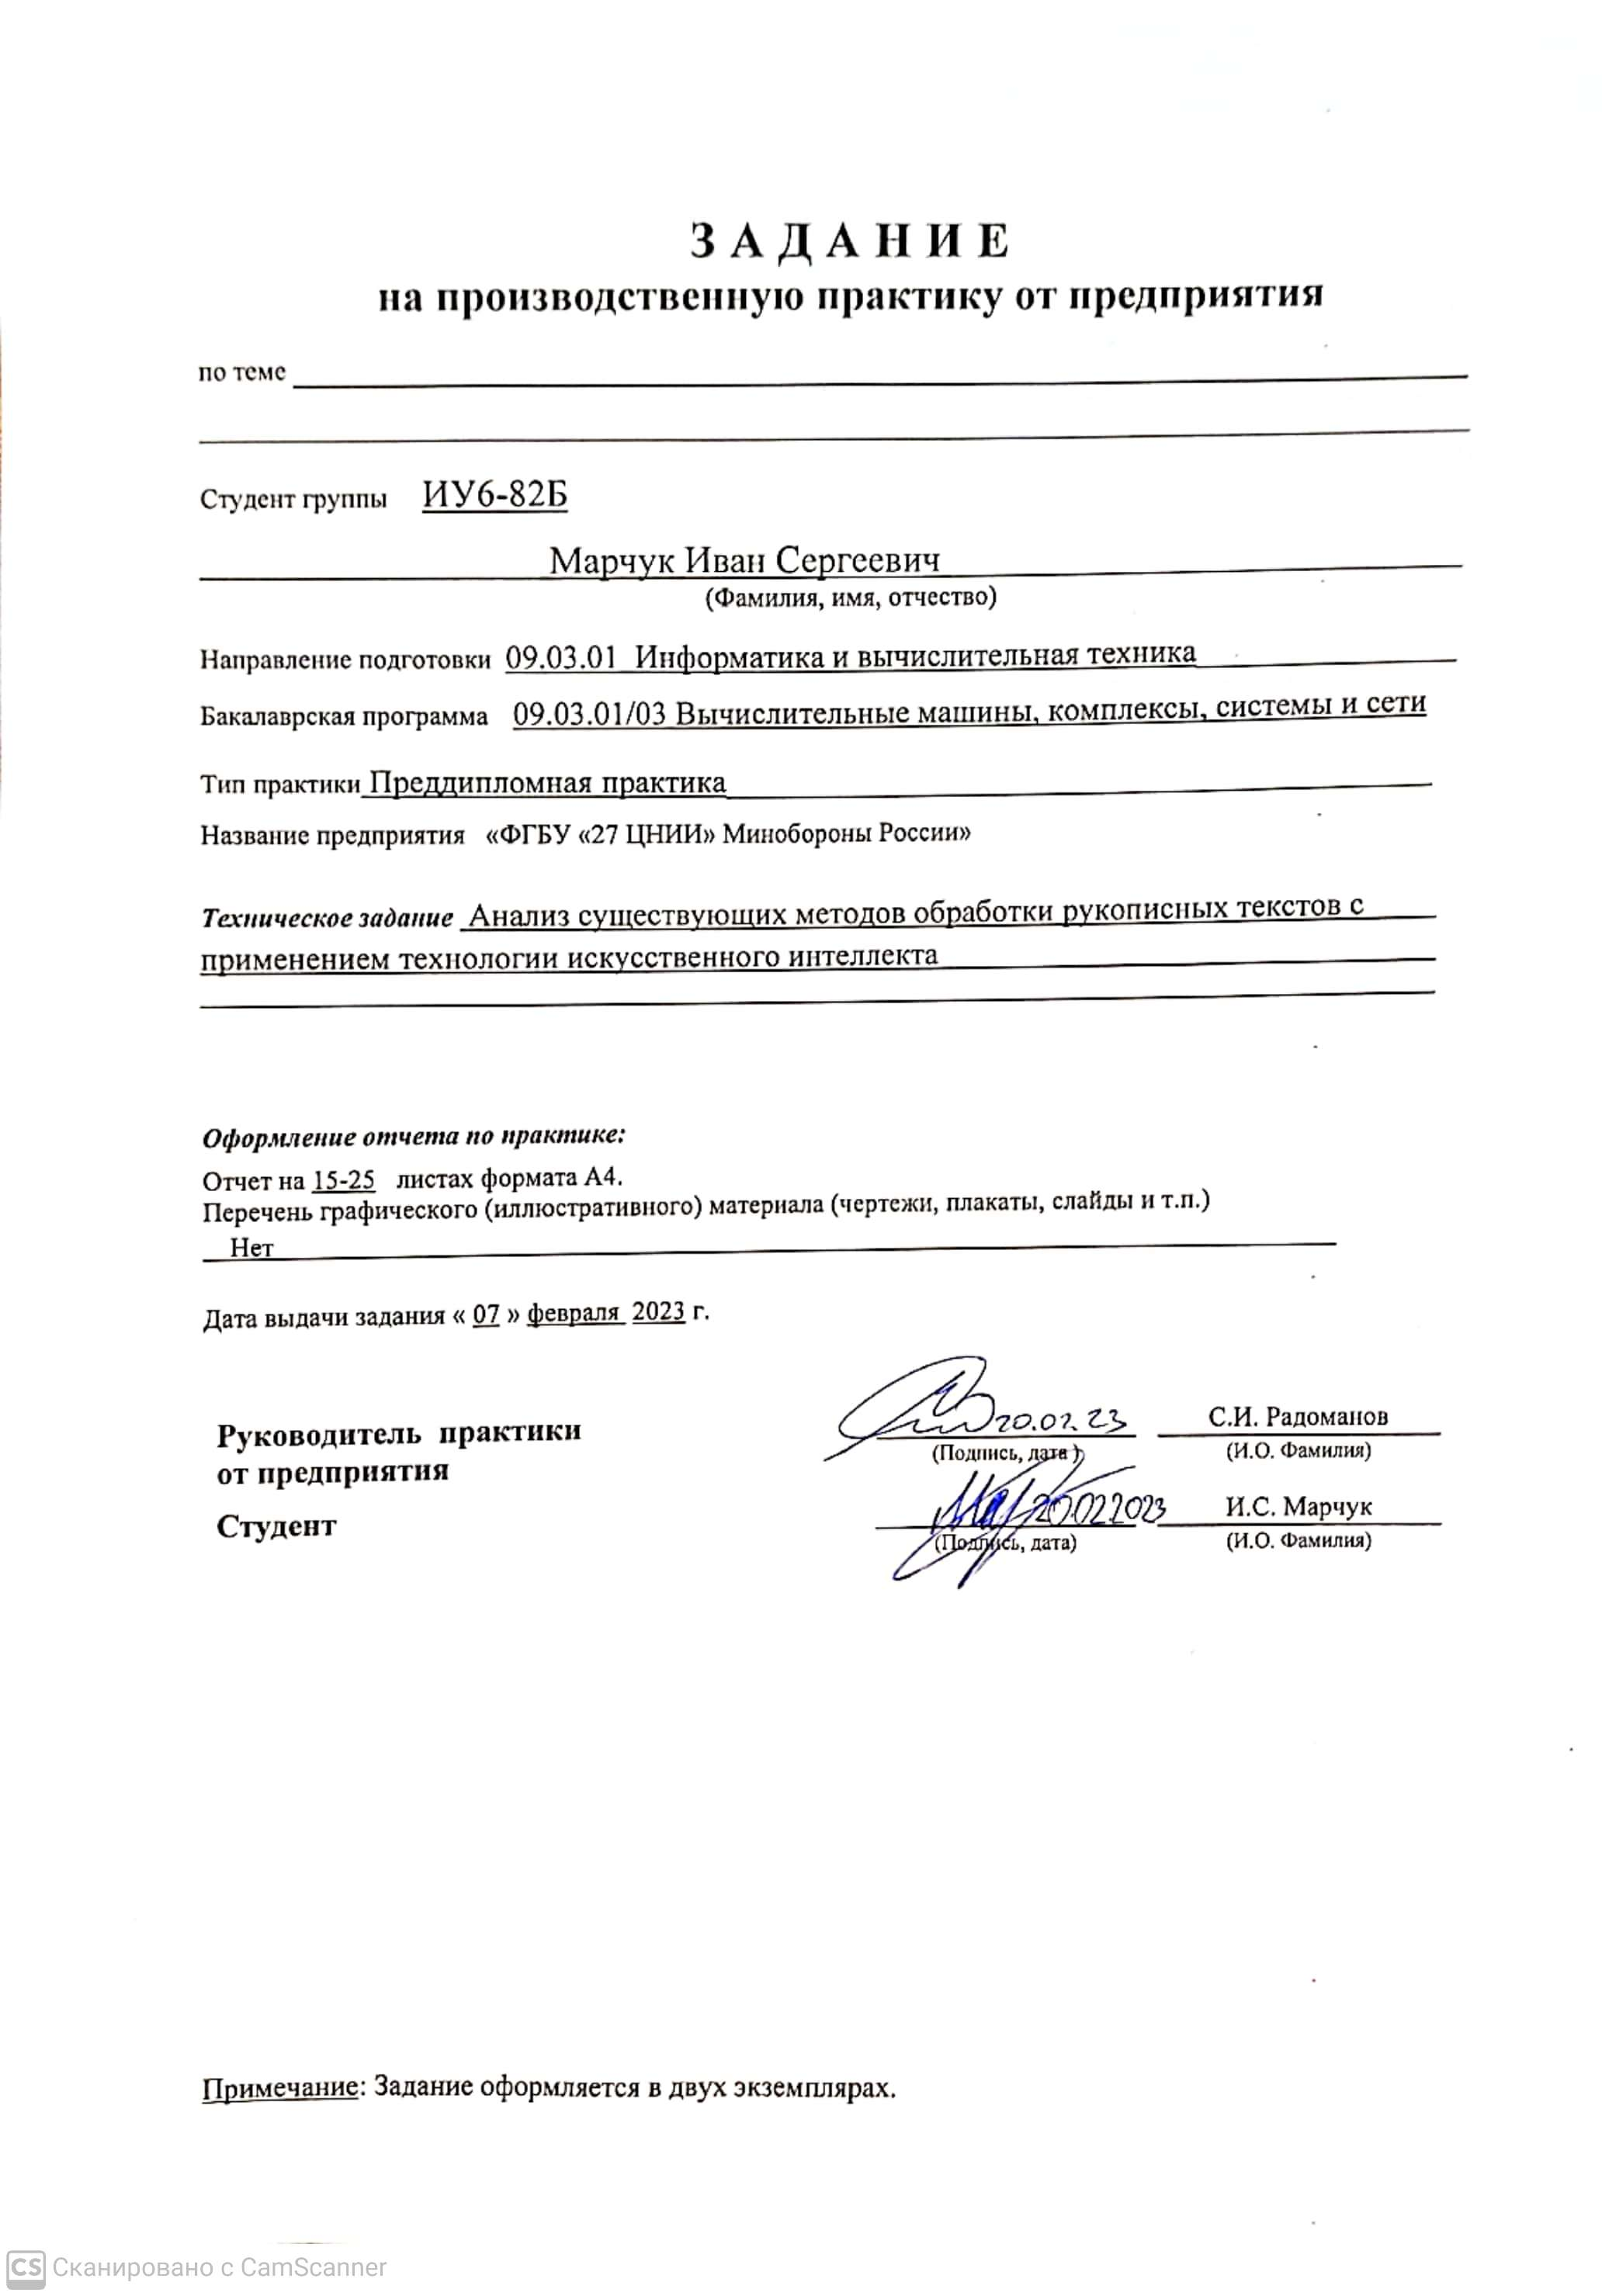 ЗАДАНИЕ
на производственную практику от предприятия
по теме
Студент группы ИУ6-82Б
Марчук Иван Сергеевич
(Фамилия, имя, отчество)
Направление подготовки 09.03.01 Информатика и вычислительная техника
Бакалаврская программа 09.03.01/03 Вычислительные машины, комплексы, системы и сети
Тип практики Преддипломная практика
Название предприятия «ФГБУ «27 ЦНИИ» Минобороны России»
Техническое задание Анализ существующих методов обработки рукописных текстов с
применением технологии искусственного интеллекта
Оформление отчета по практике:
Отчет на 15-25 листах формата А4.
Перечень графического (иллюстративного) материала (чертежи, плакаты, слайды и т.п.)
Нет
Дата выдачи задания « 07 » февраля 2023 г.
Руководитель практики
от предприятия
20.02.23 С.И. Радоманов
(Подпись, дата ) (И.О. Фамилия)
Студент 20.02.2023 И.С. Марчук
(Подпись, дата) (И.О. Фамилия)
Примечание: Задание оформляется в двух экземплярах.
CS Сканировано с CamScanner